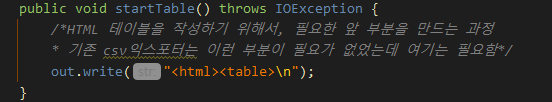 public void startTable() throws IOException {
/*HTML 테이블을 작성하기 위해서, 필요한 앞 부분을 만드는 과정
* 기존 csv익스포터는 이런 부분이 필요가 없었는데 여기는 필요함*/
out.write( str: "<html><table>\n");
}